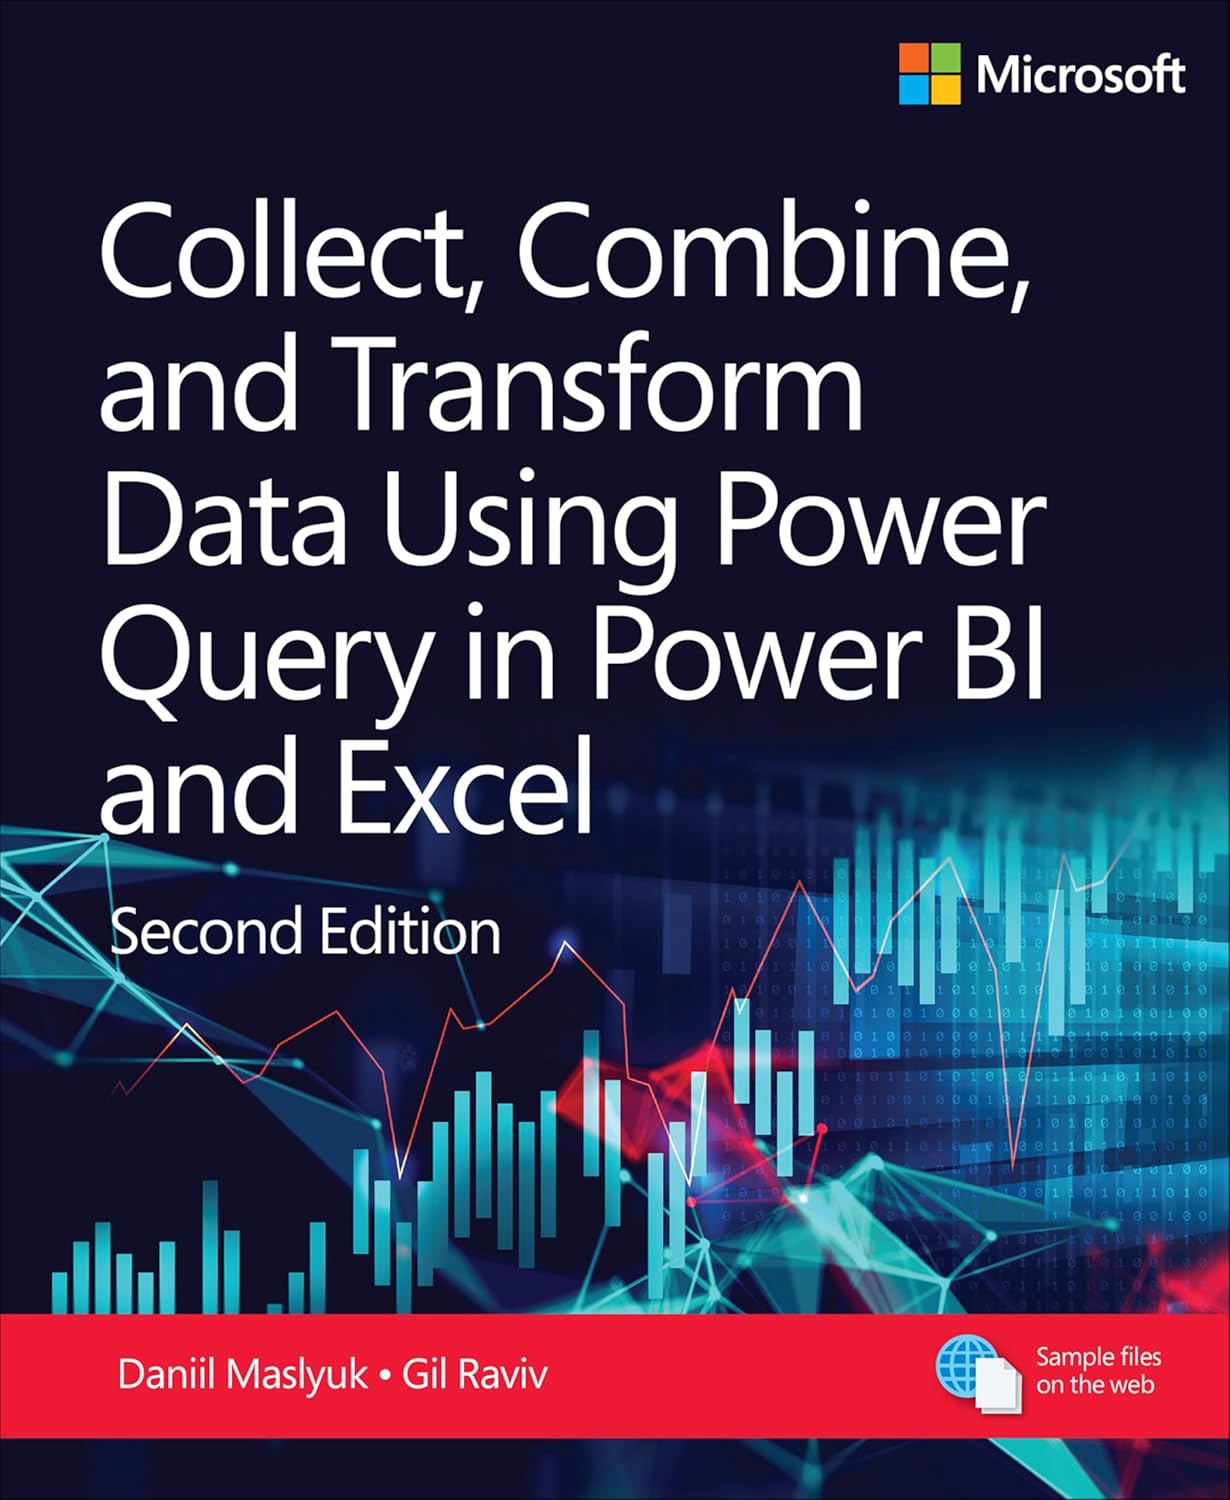 Microsoft
Collect, Combine,
and Transform
Data Using Power
Query in Power BI
and Excel
Second Edition
Daniil Maslyuk • Gil Raviv
Sample files
on the web